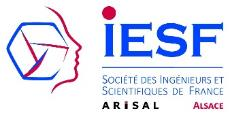 IESF
SOCIÉTÉ DES INGÉNIEURS ET
SCIENTIFIQUES DE FRANCE
ARISAL ALSACE